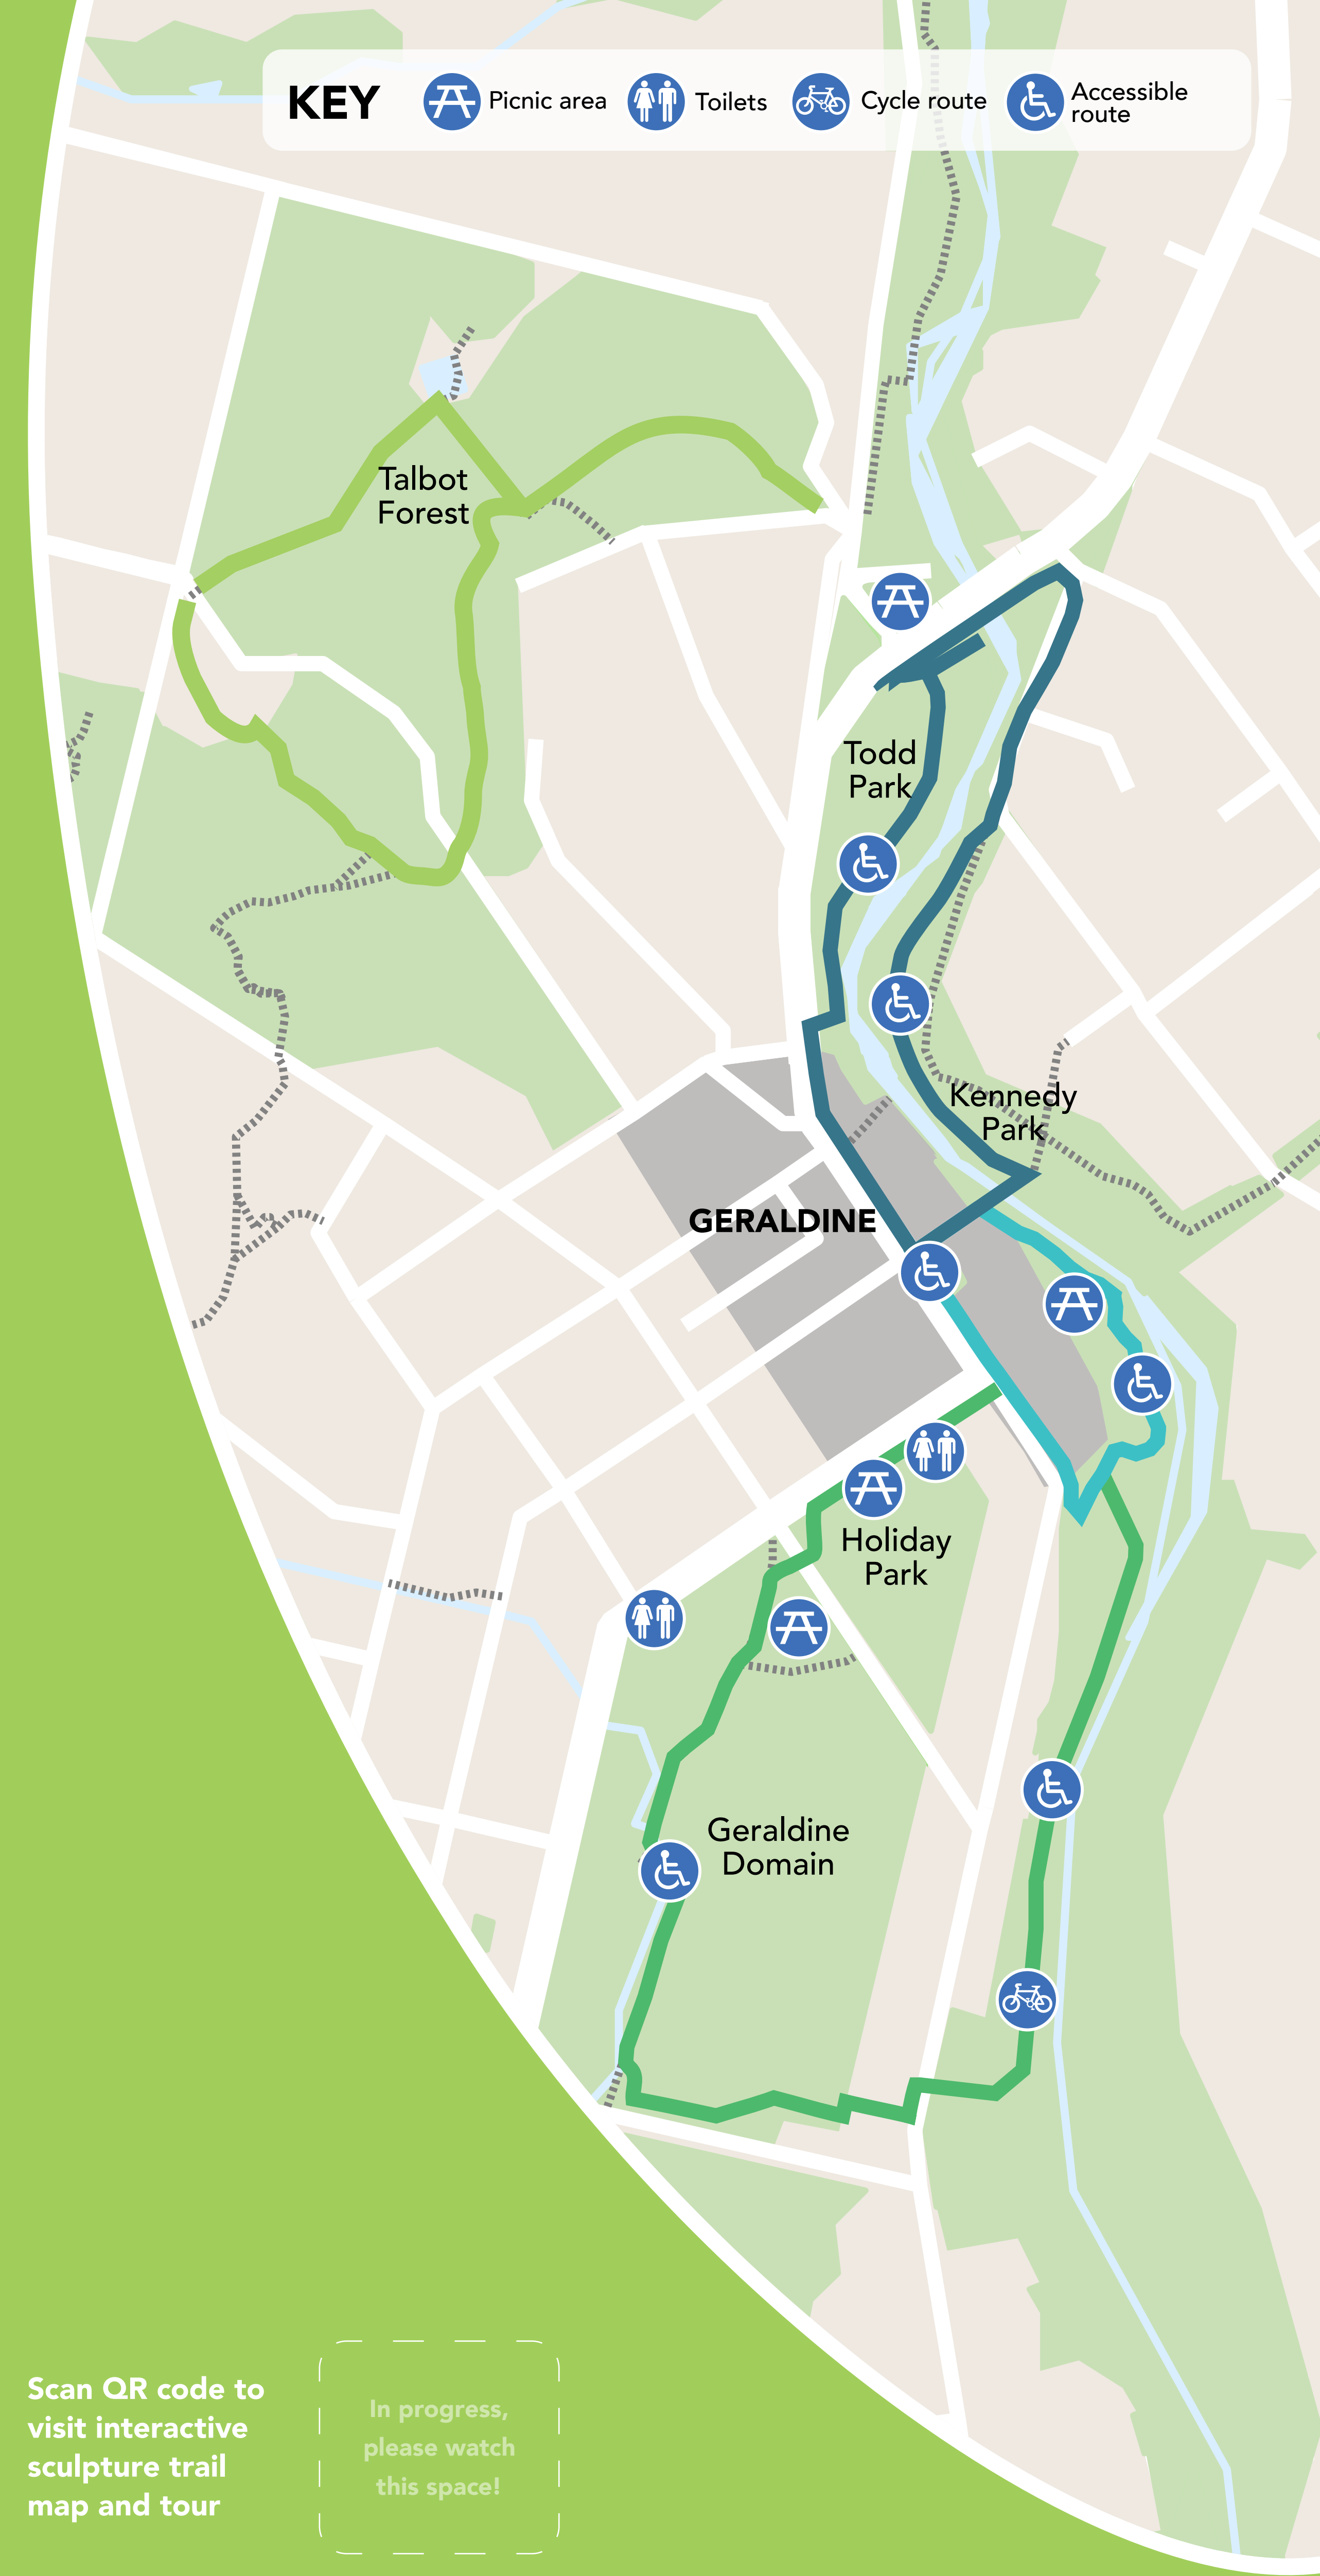 KEY
Picnic area
Toilets
Cycle route
Accessible
route
Talbot
Forest
Todd
Park
Kennedy
Park
GERALDINE
Holiday
Park
Geraldine
Domain
Scan QR code to
visit interactive
sculpture trail
map and tour
In progress,
please watch
this space!